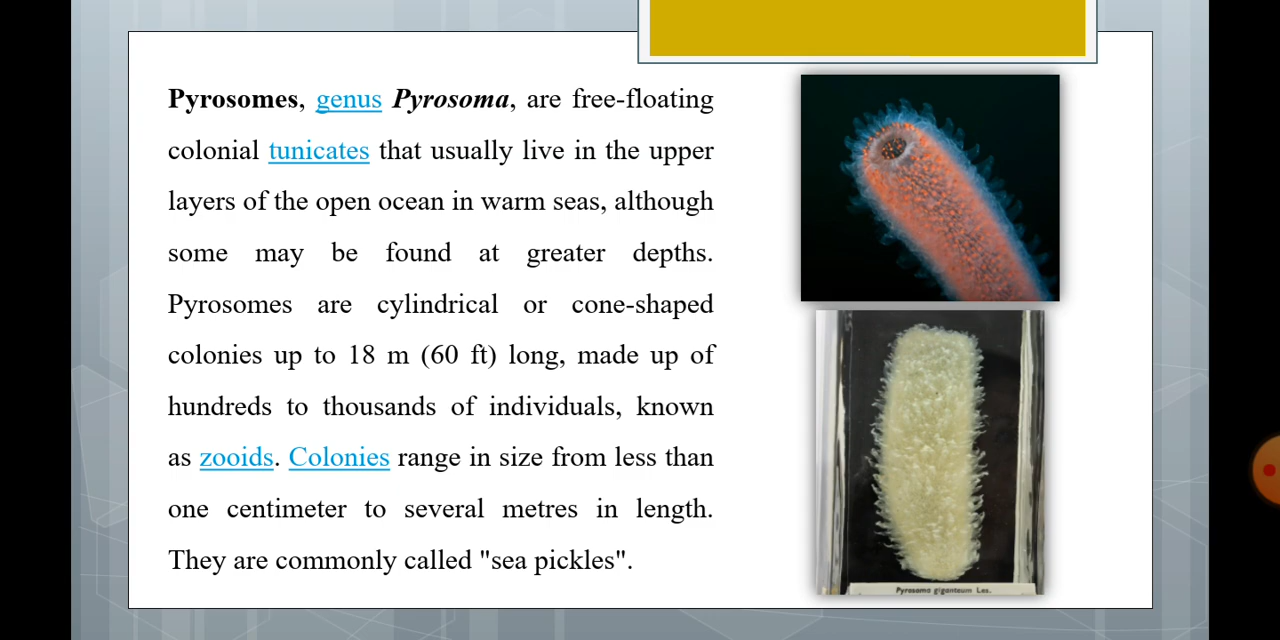 Pyrosomes, genus Pyrosoma, are free-floating
colonial tunicates that usually live in the upper
layers of the open ocean in warm seas, although
some may be found at greater depths.
Pyrosomes are cylindrical or cone-shaped
colonies up to 18 m (60 ft) long, made up of
hundreds to thousands of individuals, known
as zooids. Colonies range in size from less than
one centimeter to several metres in length.
They are commonly called "sea pickles".
Pyrosoma giganteum Les.